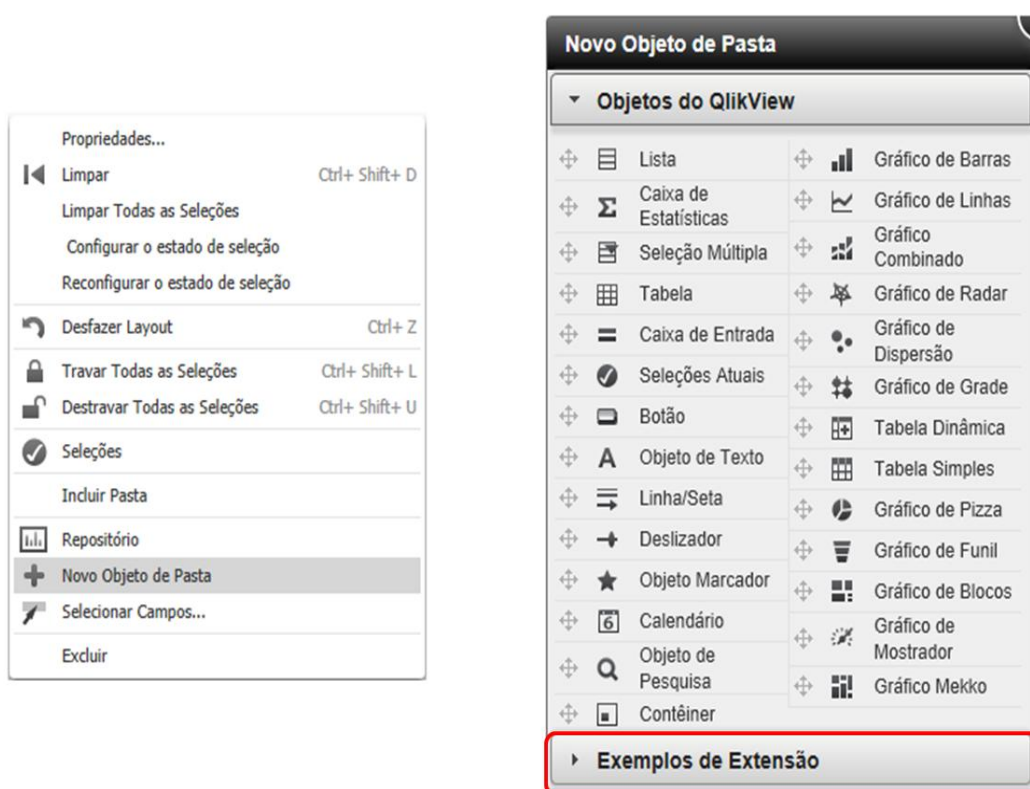 Propriedades...
Limpar Ctrl+ Shift+ D
Limpar Todas as Seleções
Configurar o estado de seleção
Reconfigurar o estado de seleção
Desfazer Layout Ctrl+ Z
Travar Todas as Seleções Ctrl+ Shift+ L
Destravar Todas as Seleções Ctrl+ Shift+ U
Seleções
Incluir Pasta
Repositório
Novo Objeto de Pasta
Selecionar Campos...
Excluir
Novo Objeto de Pasta
Objetos do QlikView
Lista
Caixa de
Estatísticas
Seleção Múltipla
Tabela
Caixa de Entrada
Seleções Atuais
Botão
A Objeto de Texto
Linha/Seta
Deslizador
Objeto Marcador
6 Calendário
Objeto de
Pesquisa
Contêiner
Gráfico de Barras
Gráfico de Linhas
Gráfico
Combinado
Gráfico de Radar
Gráfico de
Dispersão
Gráfico de Grade
Tabela Dinâmica
Tabela Simples
Gráfico de Pizza
Gráfico de Funil
Gráfico de Blocos
Gráfico de
Mostrador
Gráfico Mekko
Exemplos de Extensão